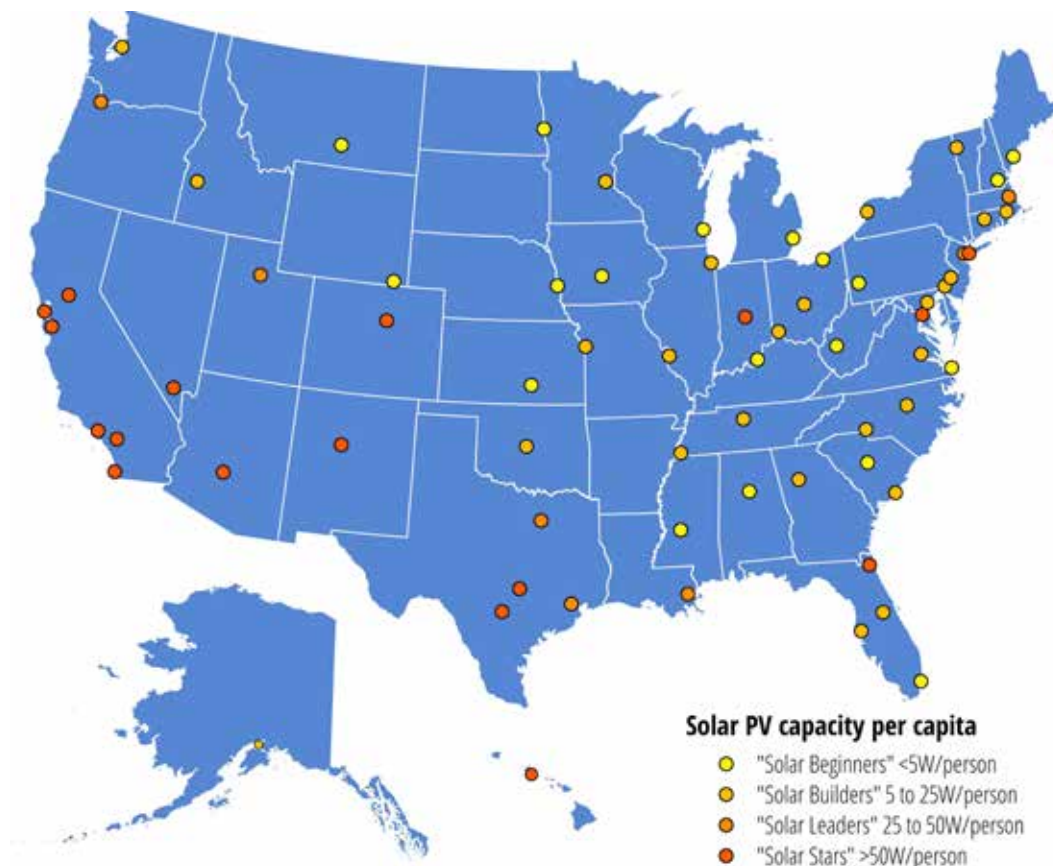 Solar PV capacity per capita
"Solar Beginners" <5W/person
"Solar Builders" 5 to 25W/person
"Solar Leaders" 25 to 50W/person
"Solar Stars" >50W/person